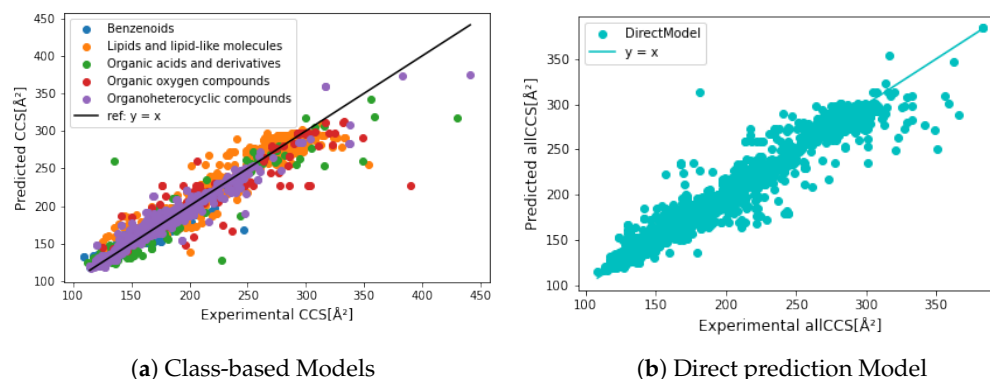 450
400
350
300
250
200
150
100
Predicted CCS[Å²]
Benzenoids
Lipids and lipid-like molecules
Organic acids and derivatives
Organic oxygen compounds
Organoheterocyclic compounds
ref: y = x
100 150 200 250 300 350 400 450
Experimental CCS[Å²]
(a) Class-based Models
350
300
250
200
150
100
Predicted allCCS[Å²]
DirectModel
y = x
100 150 200 250 300 350
Experimental allCCS[Å²]
(b) Direct prediction Model